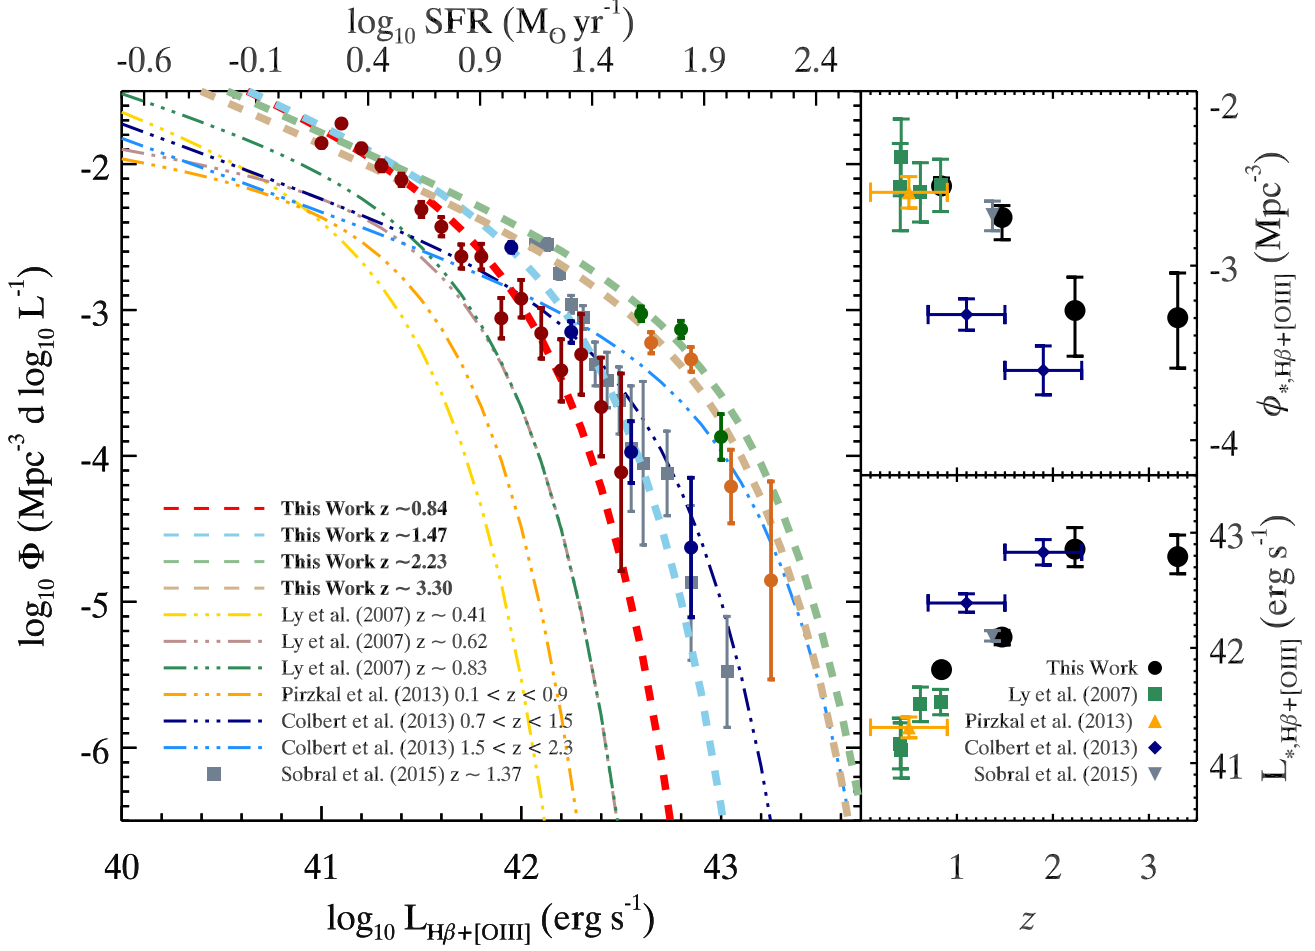 log₁₀ SFR (M⊙ yr⁻¹)
-0.6 -0.1 0.4 0.9 1.4 1.9 2.4
log₁₀ Φ (Mpc⁻³ d log₁₀ L⁻¹)
-2
-3
-4
-5
-6
This Work z ~0.84
This Work z ~1.47
This Work z ~2.23
This Work z ~ 3.30
Ly et al. (2007) z ~ 0.41
Ly et al. (2007) z ~ 0.62
Ly et al. (2007) z ~ 0.83
Pirzkal et al. (2013) 0.1 < z < 0.9
Colbert et al. (2013) 0.7 < z < 1.5
Colbert et al. (2013) 1.5 < z < 2.3
Sobral et al. (2015) z ~ 1.37
40 41 42 43
log₁₀ L_Hβ+[OIII] (erg s⁻¹)
-2
-3
-4
ϕ_*,Hβ+[OIII] (Mpc⁻³)
43
42
41
L_*,Hβ+[OIII] (erg s⁻¹)
This Work
Ly et al. (2007)
Pirzkal et al. (2013)
Colbert et al. (2013)
Sobral et al. (2015)
1 2 3
z